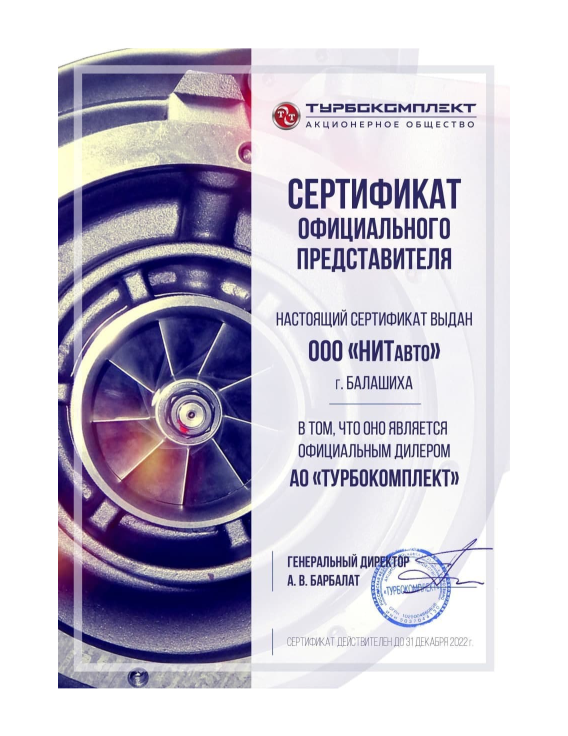 ТУРБОКОМПЛЕКТ
АКЦИОНЕРНОЕ ОБЩЕСТВО
СЕРТИФИКАТ
ОФИЦИАЛЬНОГО
ПРЕДСТАВИТЕЛЯ
НАСТОЯЩИЙ СЕРТИФИКАТ ВЫДАН
ООО «НИТавто»
г. БАЛАШИХА
В ТОМ, ЧТО ОНО ЯВЛЯЕТСЯ
ОФИЦИАЛЬНЫМ ДИЛЕРОМ
АО «ТУРБОКОМПЛЕКТ»
ГЕНЕРАЛЬНЫЙ ДИРЕКТОР
А. В. БАРБАЛАТ
«ТУРБОКОМПЛЕКТ»
СЕРТИФИКАТ ДЕЙСТВИТЕЛЕН ДО 31 ДЕКАБРЯ 2022 г.